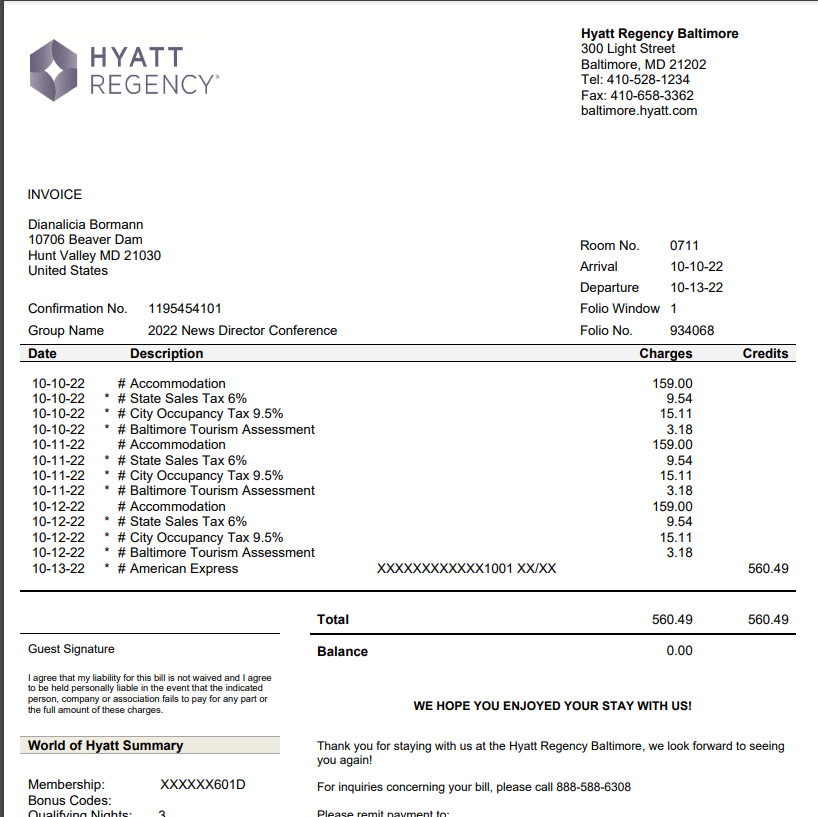 HYATT
REGENCY®
Hyatt Regency Baltimore
300 Light Street
Baltimore, MD 21202
Tel: 410-528-1234
Fax: 410-658-3362
baltimore.hyatt.com
INVOICE
Dianalicia Bormann
10706 Beaver Dam
Hunt Valley MD 21030
United States
Room No. 0711
Arrival 10-10-22
Departure 10-13-22
Confirmation No. 1195454101
Folio Window 1
Group Name 2022 News Director Conference
Folio No. 934068
Date Description Charges Credits
10-10-22 # Accommodation 159.00
10-10-22 * # State Sales Tax 6% 9.54
10-10-22 * # City Occupancy Tax 9.5% 15.11
10-10-22 * # Baltimore Tourism Assessment 3.18
10-11-22 # Accommodation 159.00
10-11-22 * # State Sales Tax 6% 9.54
10-11-22 * # City Occupancy Tax 9.5% 15.11
10-11-22 * # Baltimore Tourism Assessment 3.18
10-12-22 # Accommodation 159.00
10-12-22 * # State Sales Tax 6% 9.54
10-12-22 * # City Occupancy Tax 9.5% 15.11
10-12-22 * # Baltimore Tourism Assessment 3.18
10-13-22 * # American Express XXXXXXXXXXXX1001 XX/XX 560.49
Total 560.49 560.49
Balance 0.00
Guest Signature
I agree that my liability for this bill is not waived and I agree
to be held personally liable in the event that the indicated
person, company or association fails to pay for any part or
the full amount of these charges.
World of Hyatt Summary
Membership: XXXXXX601D
Bonus Codes:
Qualifying Nights: 3
WE HOPE YOU ENJOYED YOUR STAY WITH US!
Thank you for staying with us at the Hyatt Regency Baltimore, we look forward to seeing
you again!
For inquiries concerning your bill, please call 888-588-6308
Please remit payment to: